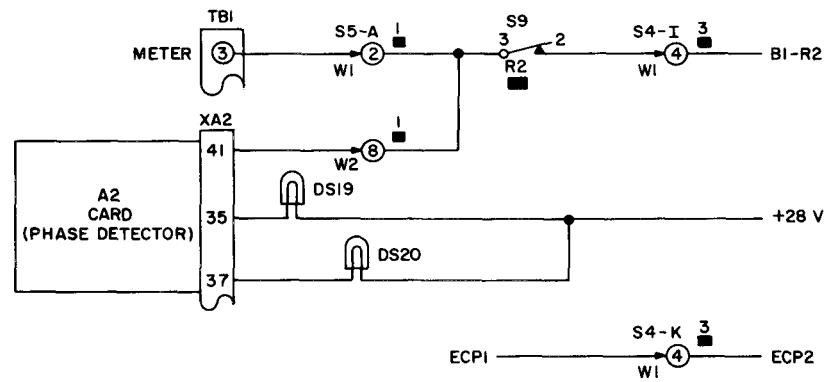 TB1
METER 3
S5-A 1
2
W1
S9
3 2
R2
S4-I 3
4
W1
B1-R2
XA2
41
1
8
W2
A2
CARD
(PHASE DETECTOR)
35
DS19
+28 V
37
DS20
S4-K 3
ECP1
4
W1
ECP2